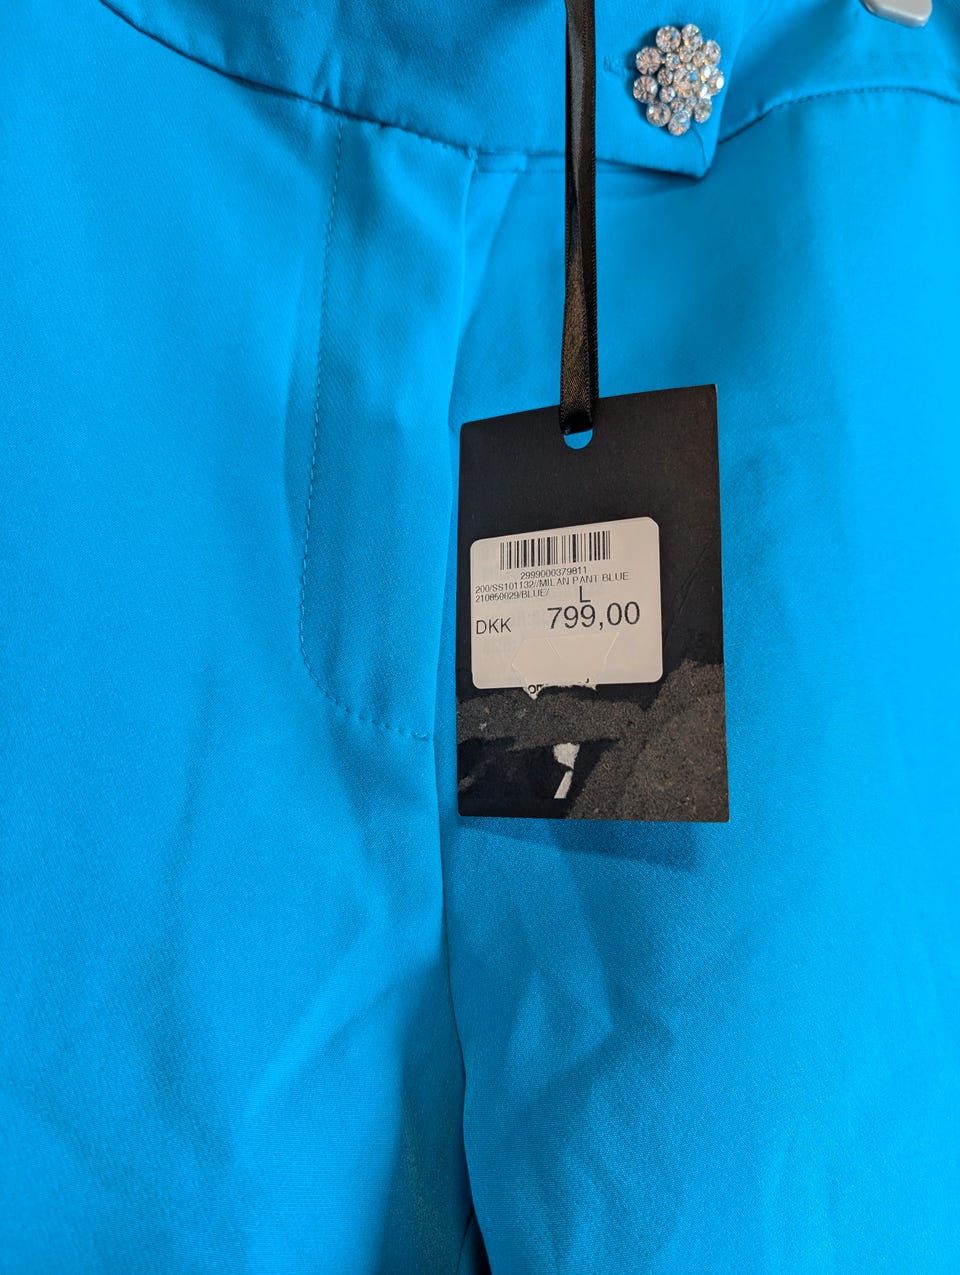 2999000379811
200/SS101132//MILAN PANT BLUE
210850029/BLUE/ L
DKK 799,00